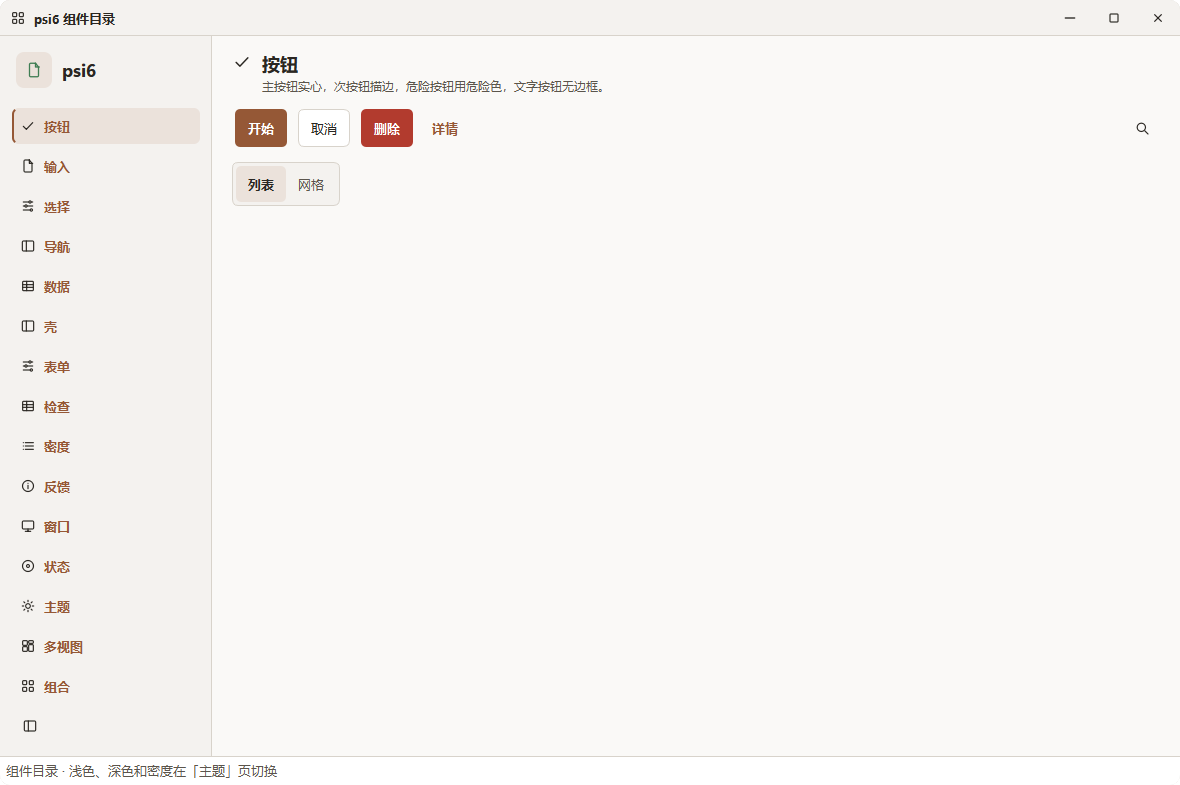 psi6 组件目录
psi6
按钮
输入
选择
导航
数据
壳
表单
检查
密度
反馈
窗口
状态
主题
多视图
组合
按钮
主按钮实心，次按钮描边，危险按钮用危险色，文字按钮无边框。
开始 取消 删除 详情
列表 网格
组件目录 · 浅色、深色和密度在「主题」页切换